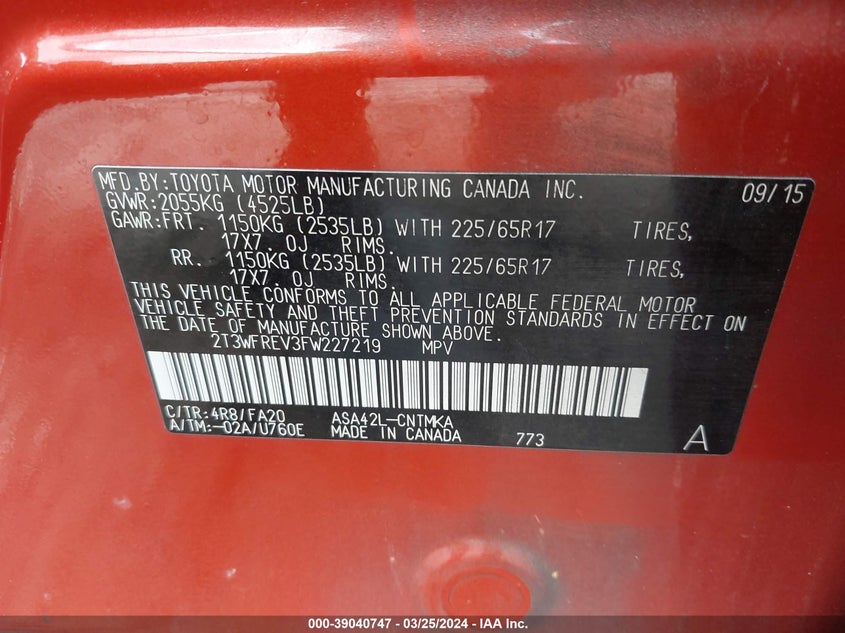 MFD. BY:TOYOTA MOTOR MANUFACTURING CANADA INC. 09/15
GVWR:2055KG (4525LB)
GAWR:FRT. 1150KG (2535LB) WITH 225/65R17 TIRES,
17X7. 0J RIMS.
RR. 1150KG (2535LB) WITH 225/65R17 TIRES,
17X7. 0J RIMS.
THIS VEHICLE CONFORMS TO ALL APPLICABLE FEDERAL MOTOR
VEHICLE SAFETY AND THEFT PREVENTION STANDARDS IN EFFECT ON
THE DATE OF MANUFACTURE SHOWN ABOVE.
2T3WFREV3FW227219 MPV
C/TR:4R8/FA20 ASA42L-CNTMKA
A/TM:-02A/U760E MADE IN CANADA 773 A
000-39040747 - 03/25/2024 - IAA Inc.